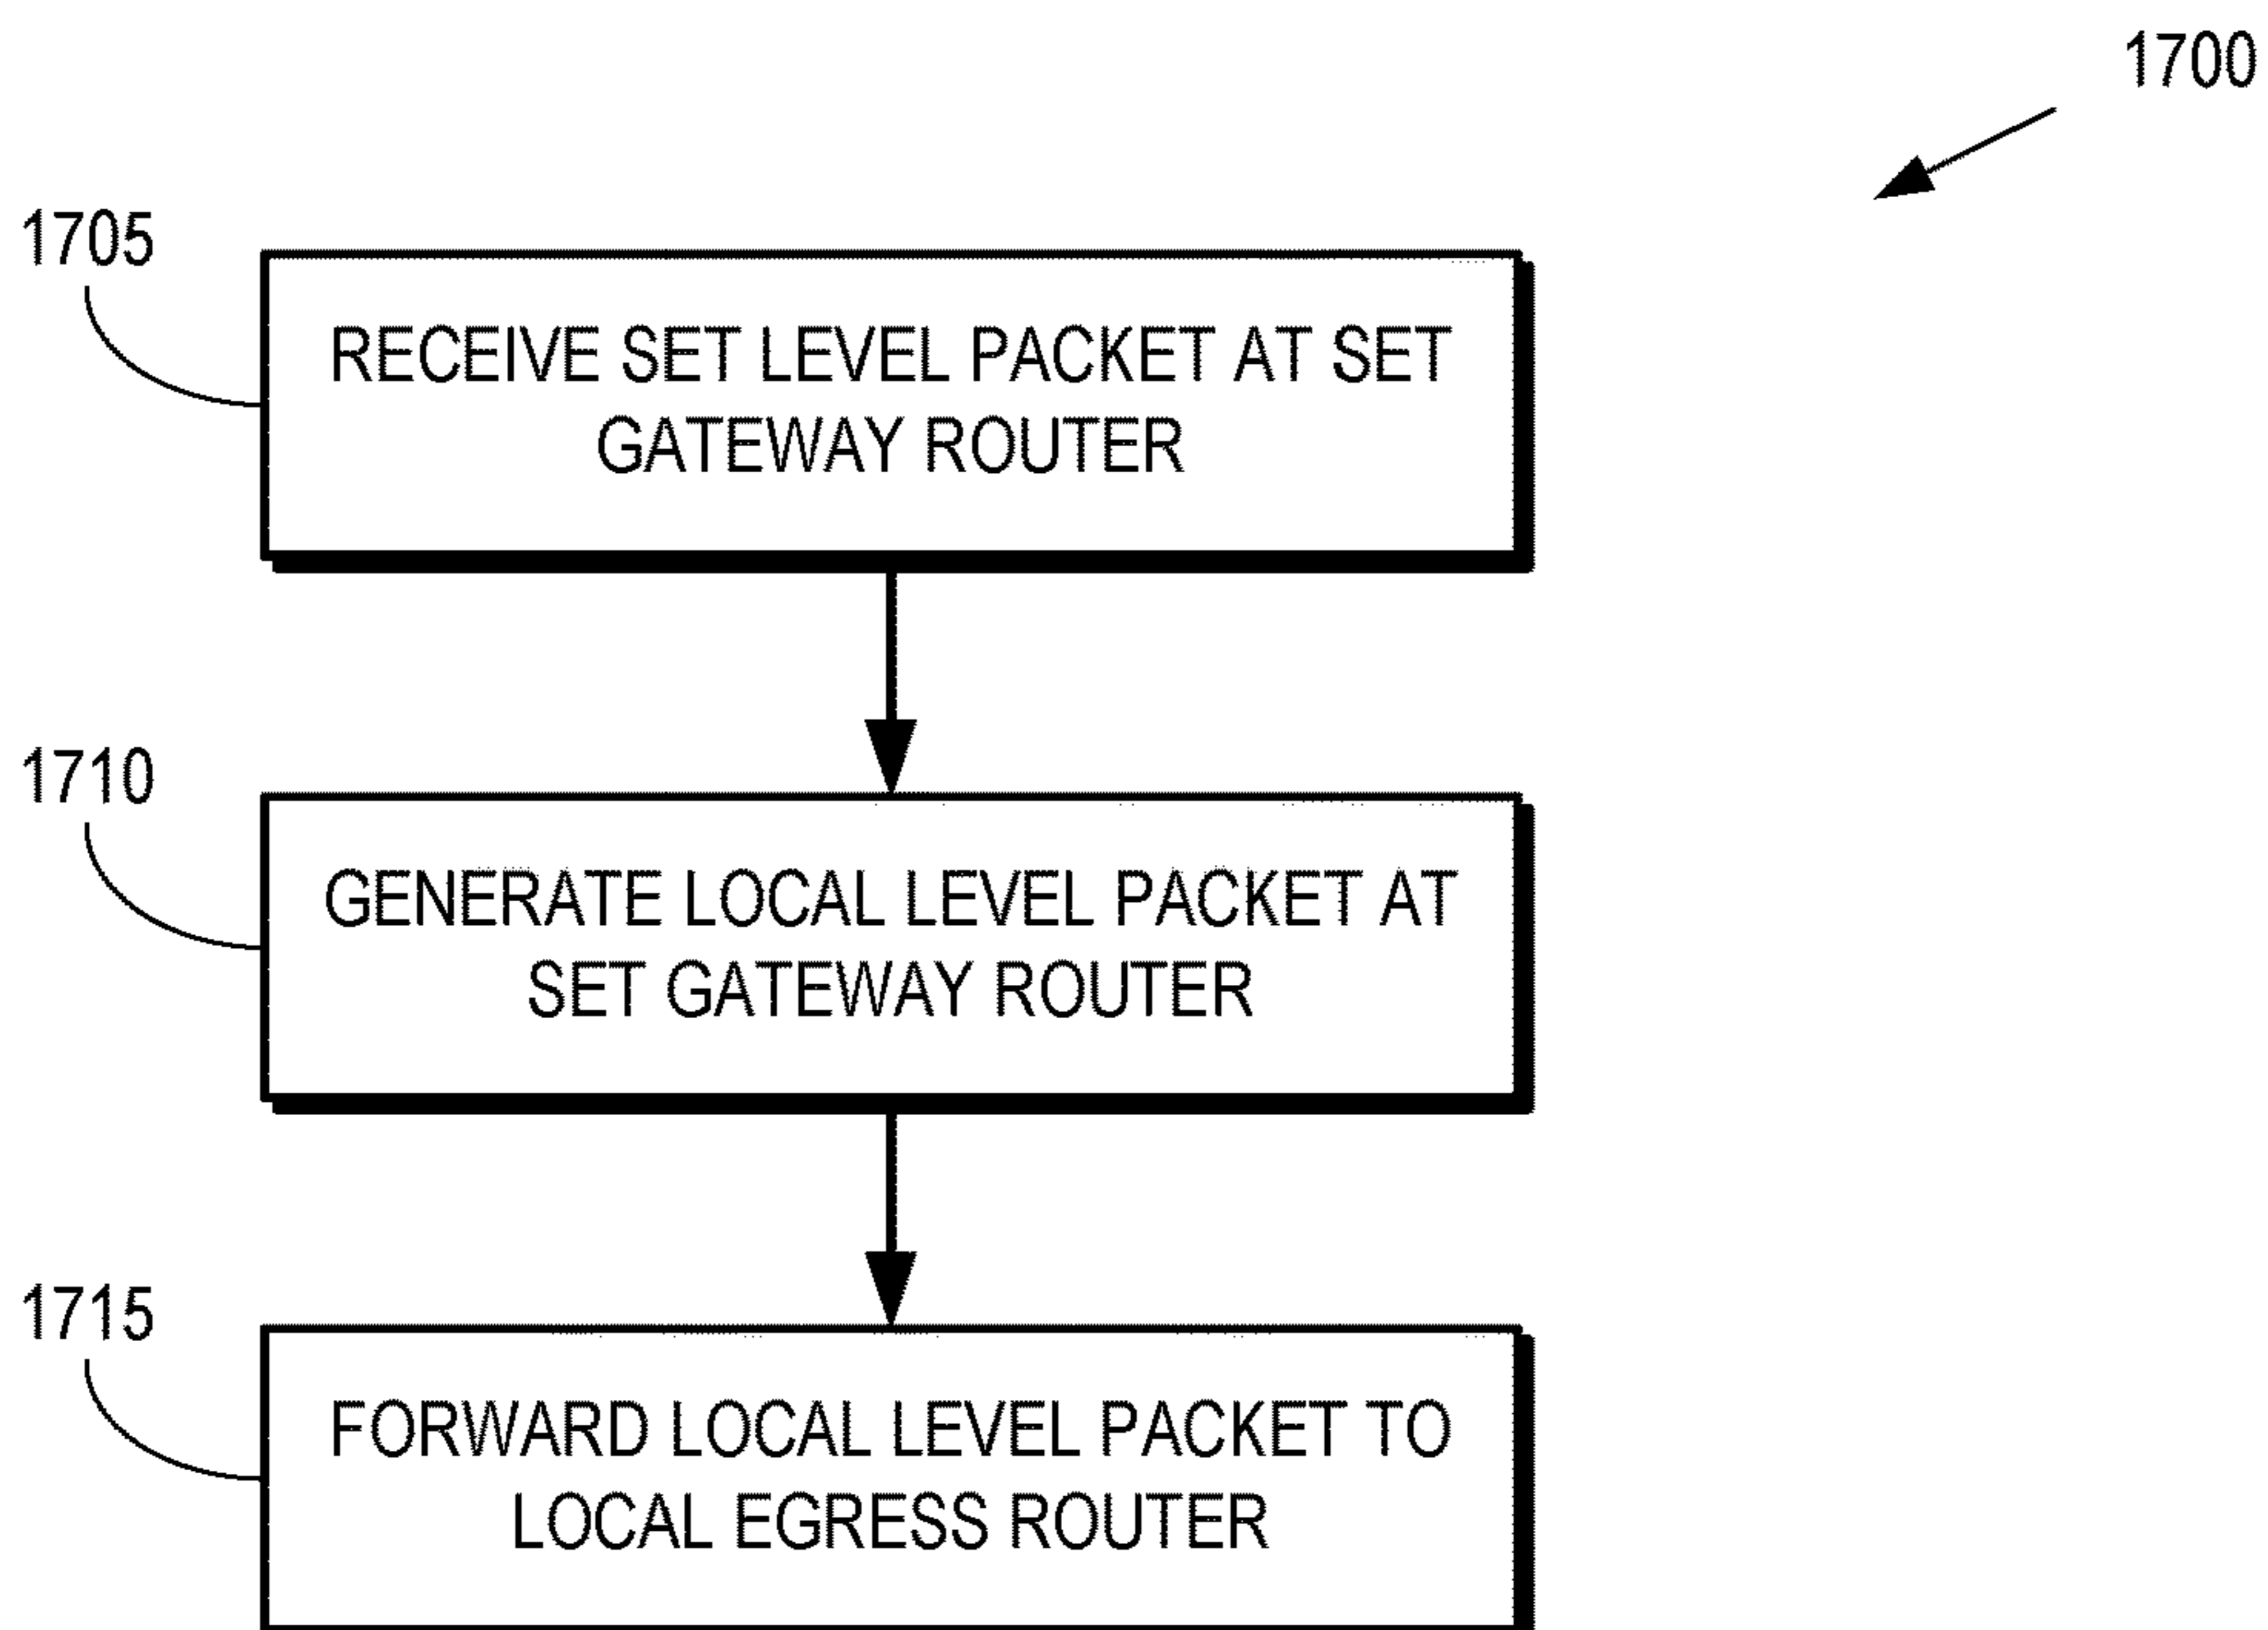 1700
1705
RECEIVE SET LEVEL PACKET AT SET
GATEWAY ROUTER
1710
GENERATE LOCAL LEVEL PACKET AT
SET GATEWAY ROUTER
1715
FORWARD LOCAL LEVEL PACKET TO
LOCAL EGRESS ROUTER